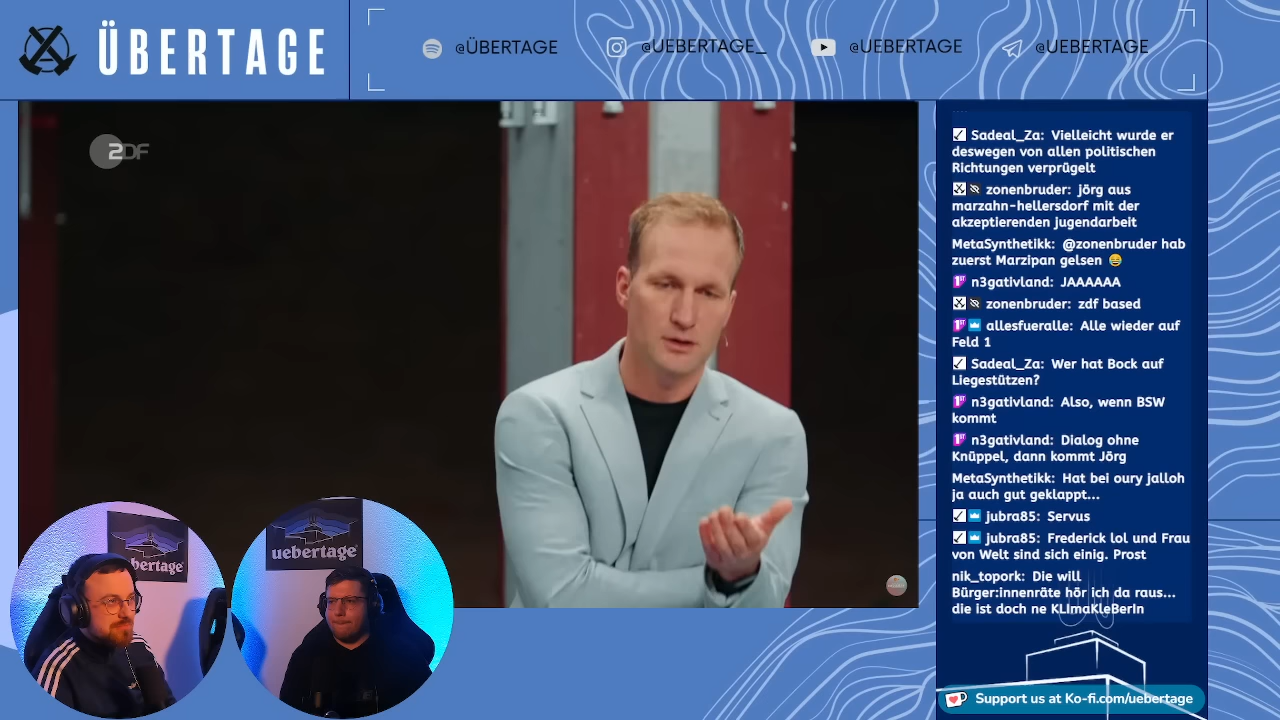 ÜBERTAGE
@ÜBERTAGE
@UEBERTAGE_
@UEBERTAGE
@UEBERTAGE
ZDF
Sadeal_Za: Vielleicht wurde er
deswegen von allen politischen
Richtungen verprügelt
zonenbruder: jörg aus
marzahn-hellersdorf mit der
akzeptierenden jugendarbeit
MetaSynthetikk: @zonenbruder hab
zuerst Marzipan gelsen 😂
n3gativland: JAAAAAA
zonenbruder: zdf based
allesfueralle: Alle wieder auf
Feld 1
Sadeal_Za: Wer hat Bock auf
Liegestützen?
n3gativland: Also, wenn BSW
kommt
n3gativland: Dialog ohne
Knüppel, dann kommt Jörg
MetaSynthetikk: Hat bei oury jalloh
ja auch gut geklappt...
jubra85: Servus
jubra85: Frederick lol und Frau
von Welt sind sich einig. Prost
nik_topork: Die will
Bürger:innenräte hör ich da raus...
die ist doch ne KLImaKleBerIn
uebertage
uebertage
Support us at Ko-fi.com/uebertage